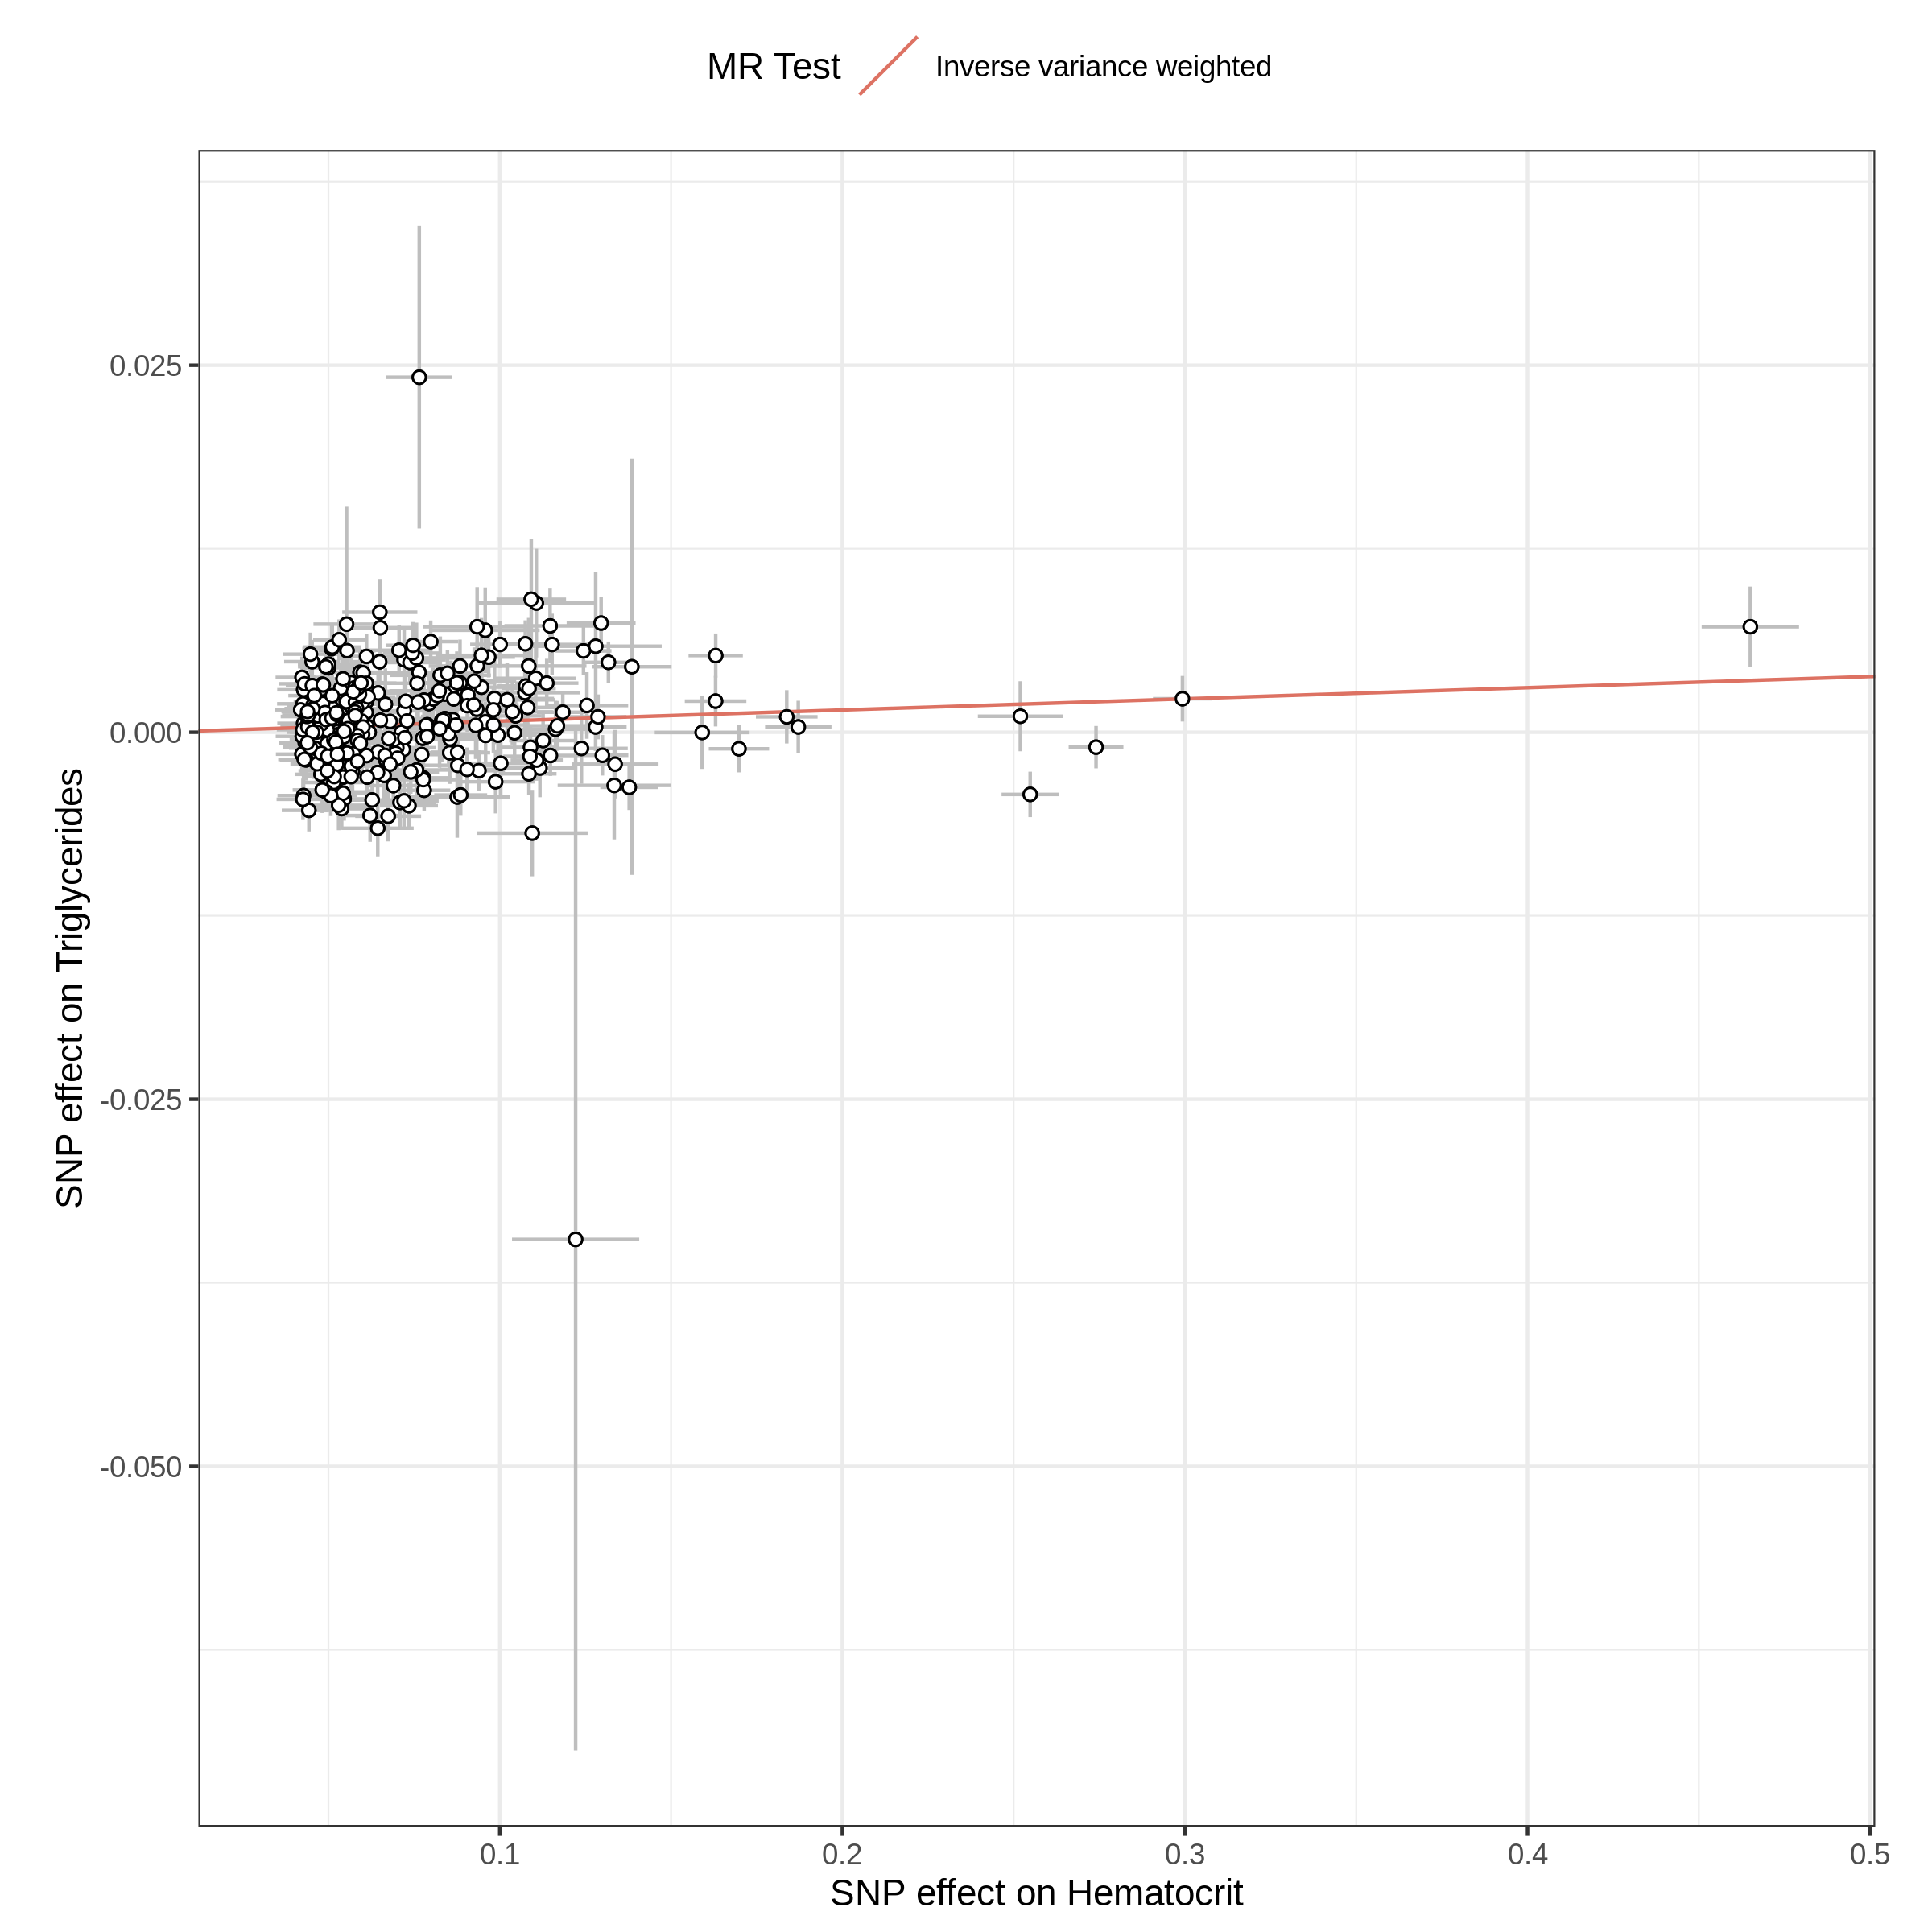 MR Test Inverse variance weighted
0.025
0.000
-0.025
-0.050
SNP effect on Triglycerides
0.1 0.2 0.3 0.4 0.5
SNP effect on Hematocrit